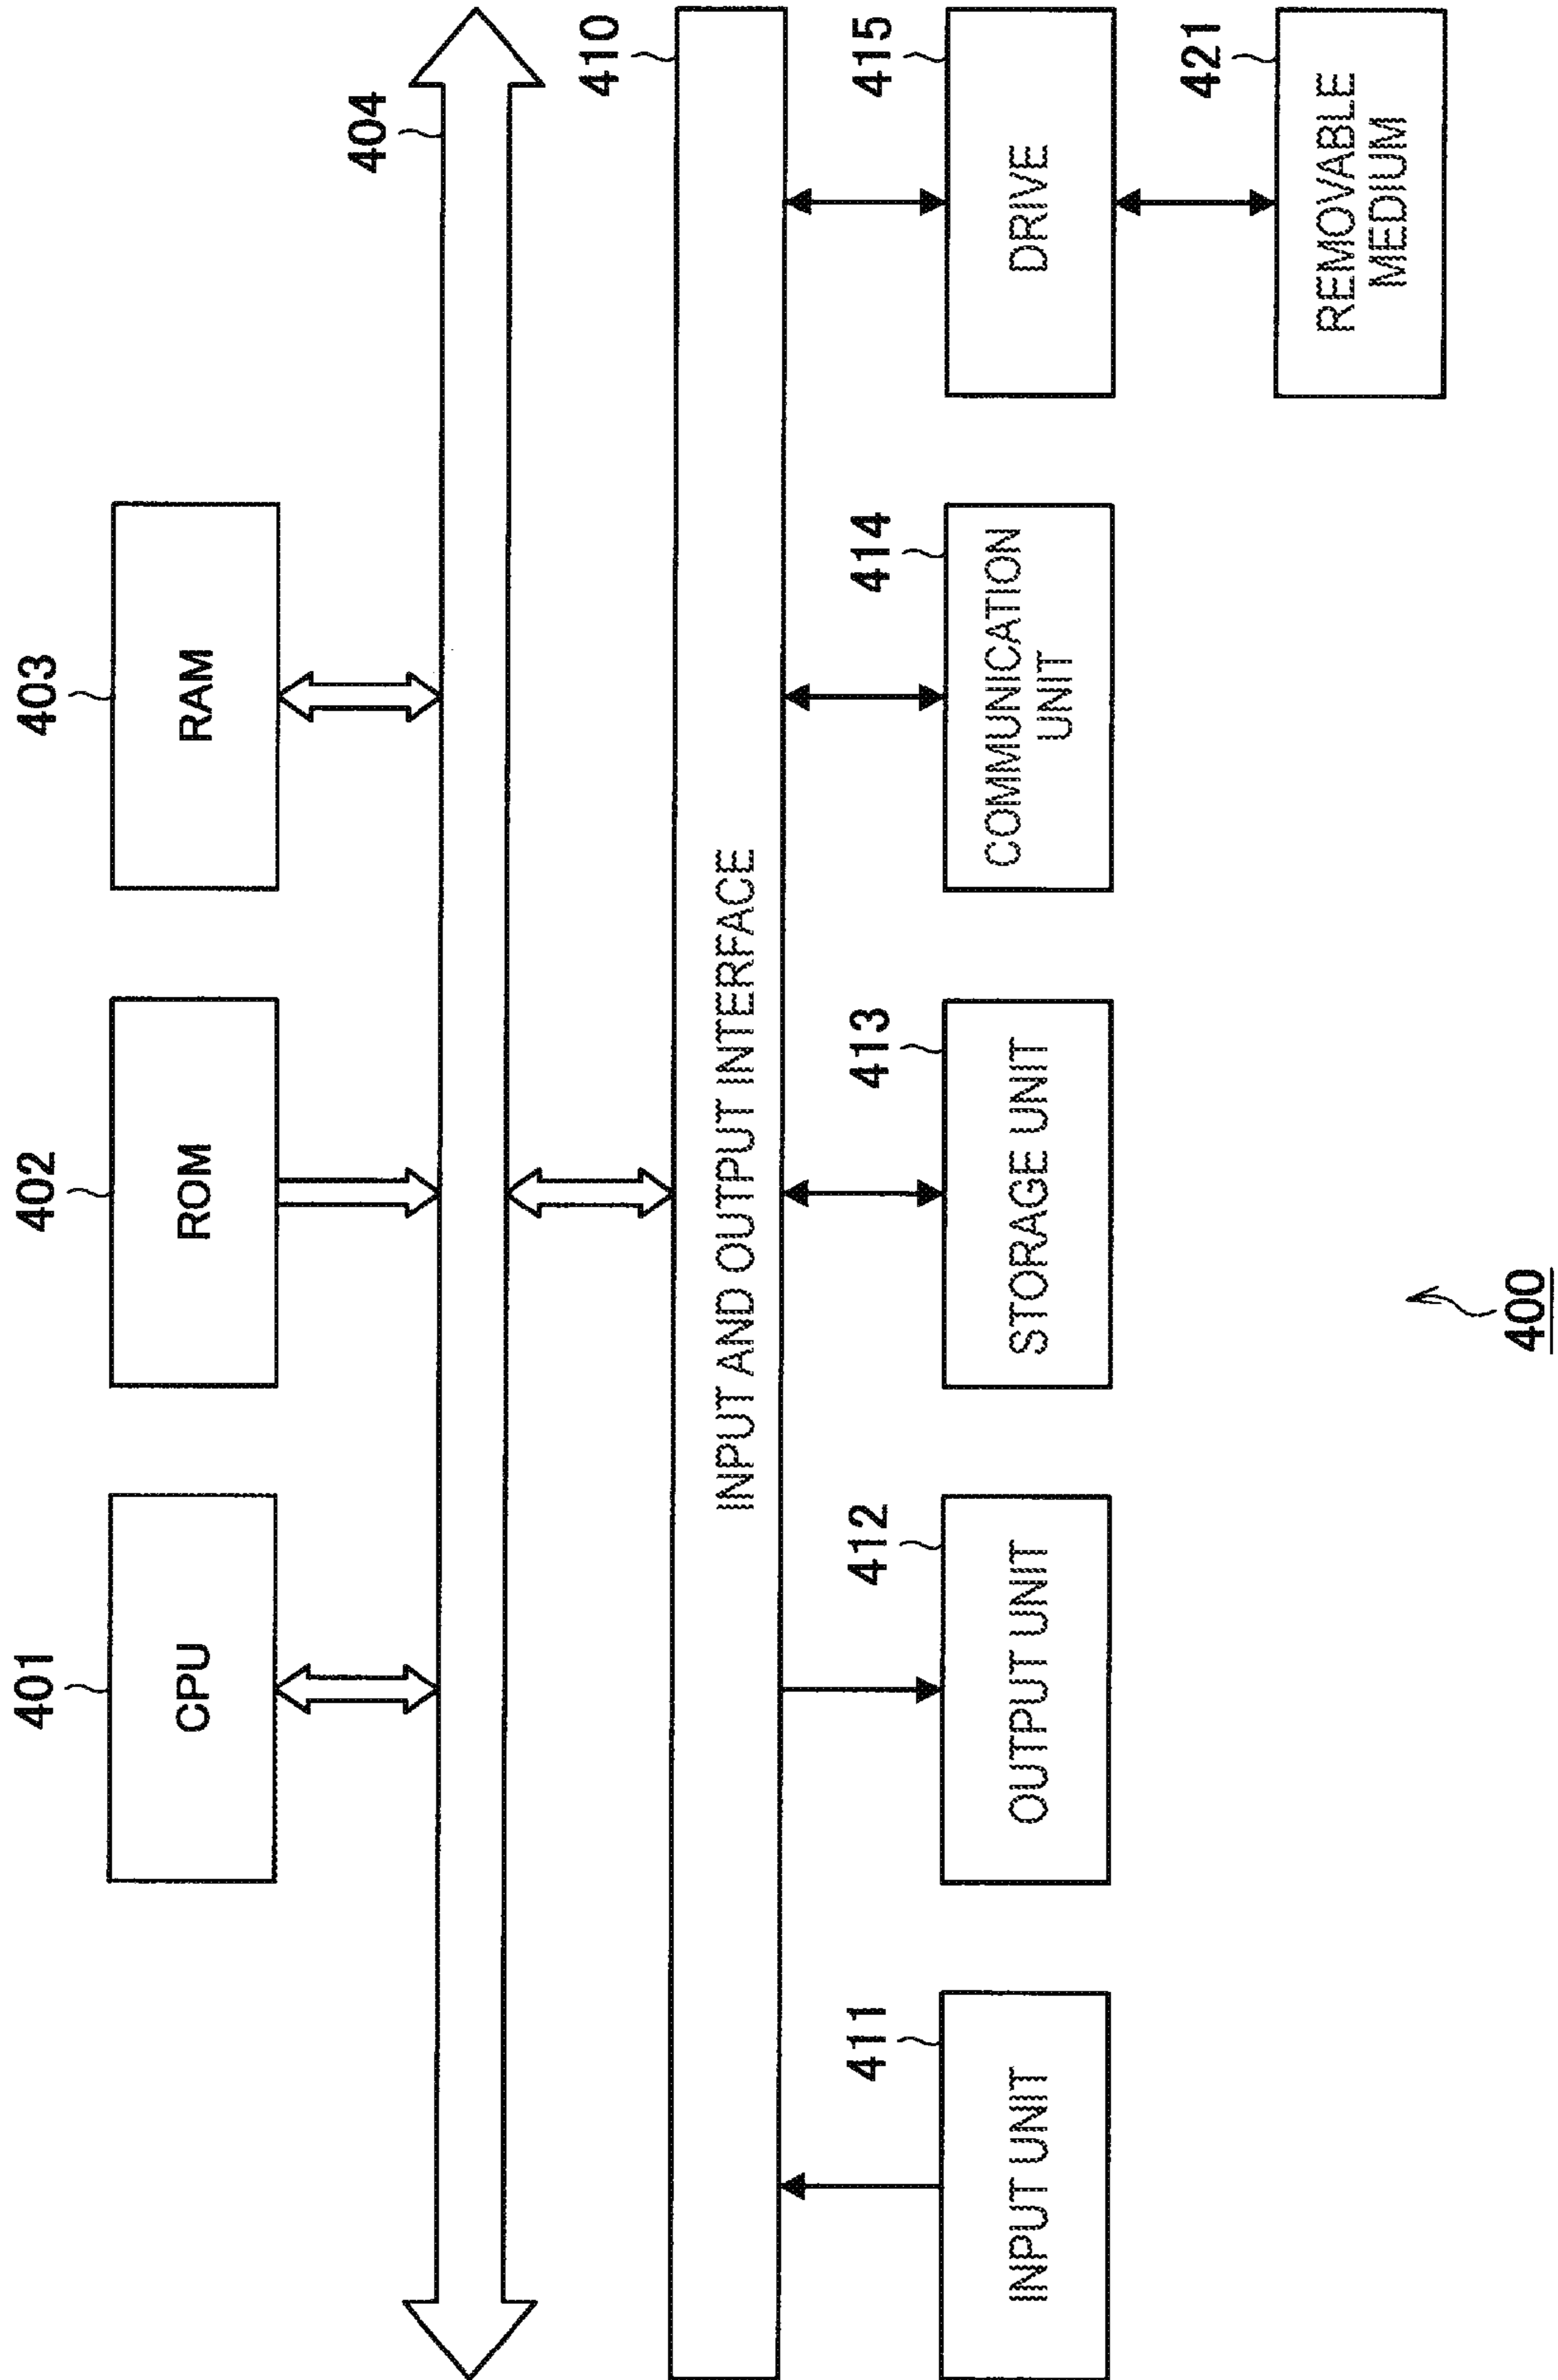 401
402
403
CPU
ROM
RAM
404
410
INPUT AND OUTPUT INTERFACE
411
412
413
414
415
INPUT UNIT
OUTPUT UNIT
STORAGE UNIT
COMMUNICATION
UNIT
DRIVE
421
REMOVABLE
MEDIUM
400